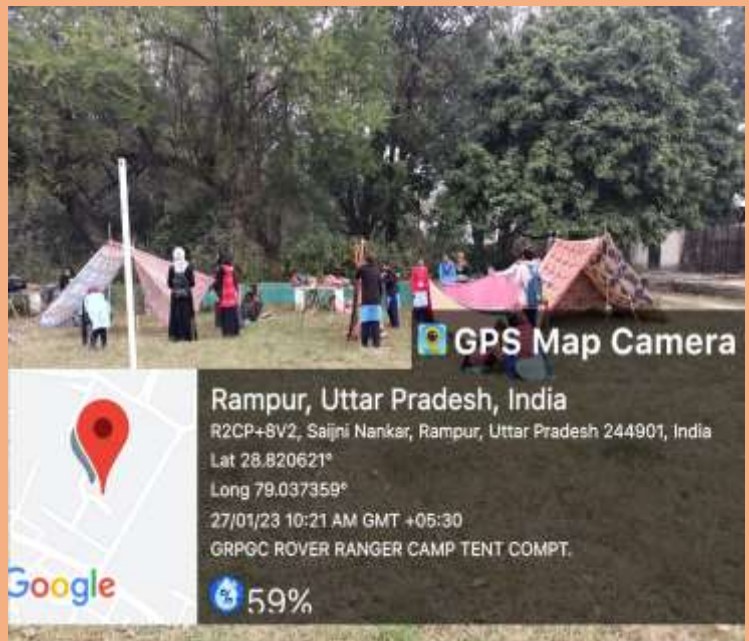 GPS Map Camera
Rampur, Uttar Pradesh, India
R2CP+8V2, Saijni Nankar, Rampur, Uttar Pradesh 244901, India
Lat 28.820621°
Long 79.037359°
27/01/23 10:21 AM GMT +05:30
GRPGC ROVER RANGER CAMP TENT COMPT.
Google
59%